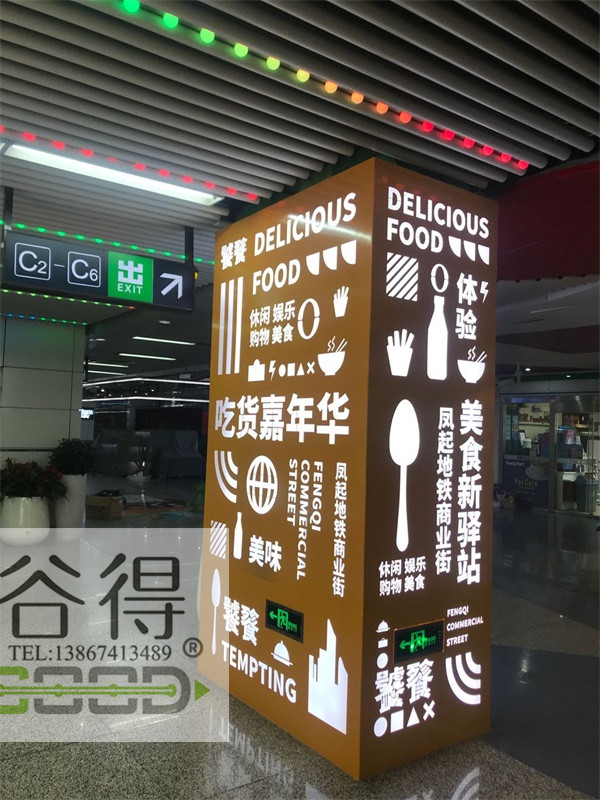 C2-C6
出
EXIT
饕餮
DELICIOUS
FOOD
休闲 娱乐
购物 美食
吃货嘉年华
FENGQI
COMMERCIAL
STREET
凤起地铁商业街
美味
饕餮
TEMPTING
DELICIOUS
FOOD
体验
美食新驿站
凤起地铁商业街
休闲 娱乐
购物 美食
FENGQI
COMMERCIAL
STREET
饕餮
谷得
TEL:13867413489®
GOOD